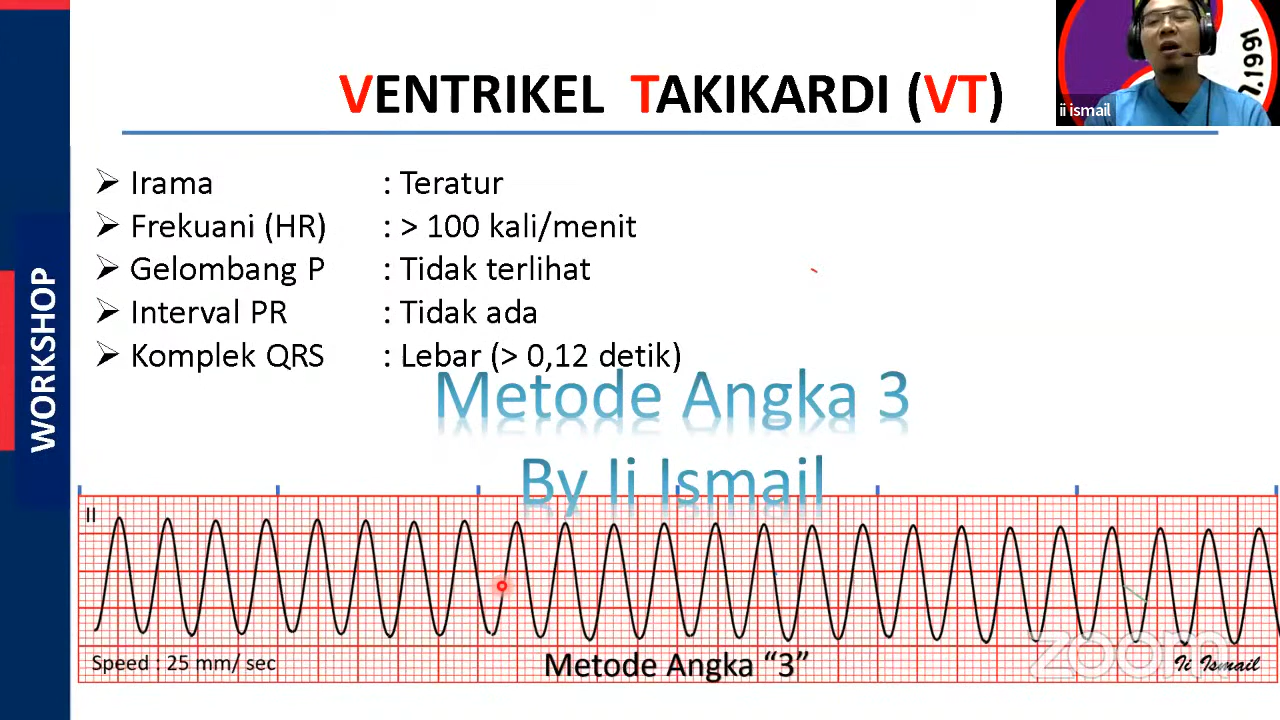 VENTRIKEL TAKIKARDI (VT)
1991
ii ismail
Irama : Teratur
Frekuani (HR) : > 100 kali/menit
Gelombang P : Tidak terlihat
Interval PR : Tidak ada
Komplek QRS : Lebar (> 0,12 detik)
WORKSHOP
Metode Angka 3
By Ii Ismail
II
Speed : 25 mm/ sec
Metode Angka “3”
zoom
Ii Ismail